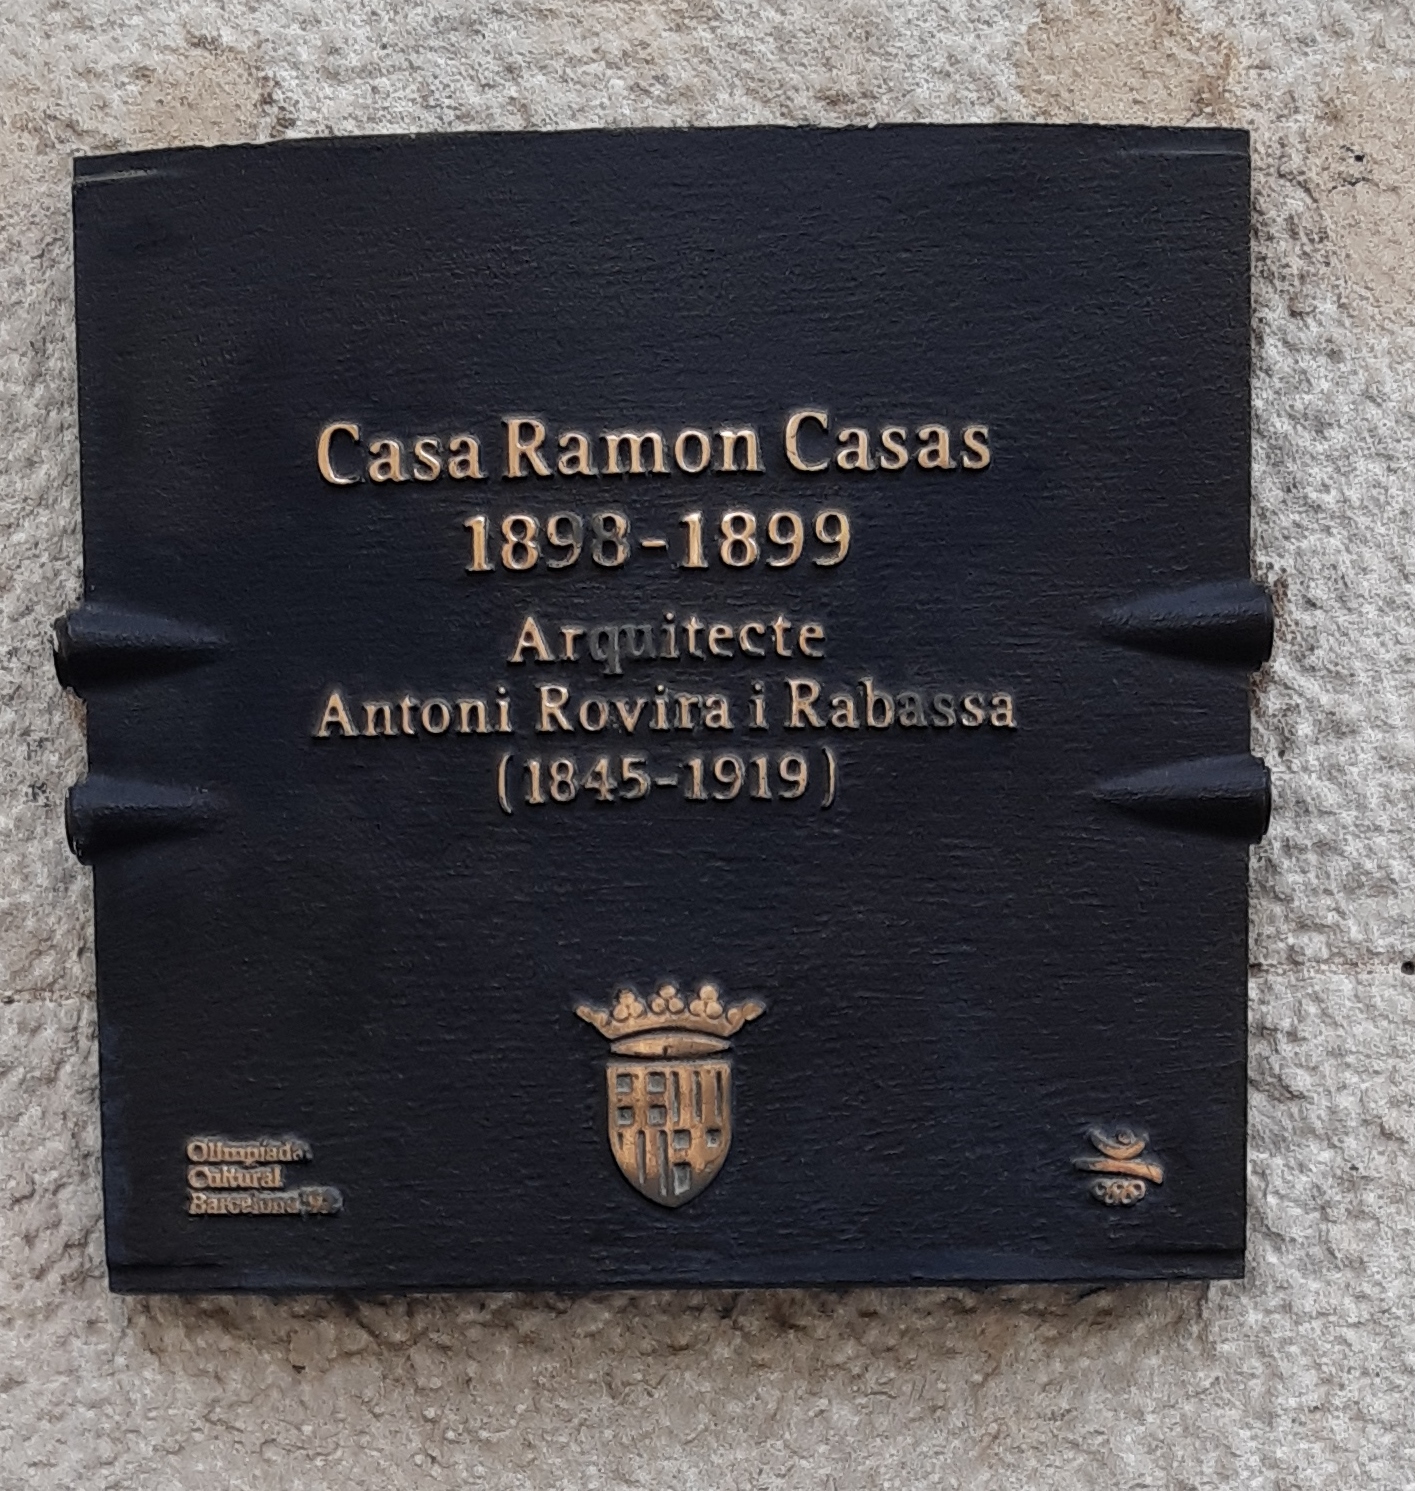 Casa Ramon Casas
1898-1899
Arquitecte
Antoni Rovira i Rabassa
(1845-1919)
Olimpíada
Cultural
Barcelona